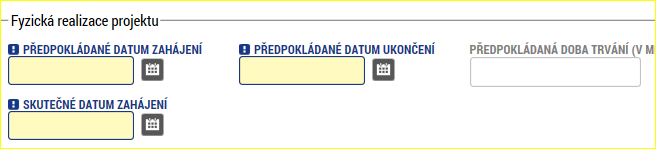 Fyzická realizace projektu
PŘEDPOKLÁDANÉ DATUM ZAHÁJENÍ
PŘEDPOKLÁDANÉ DATUM UKONČENÍ
PŘEDPOKLÁDANÁ DOBA TRVÁNÍ (V
SKUTEČNÉ DATUM ZAHÁJENÍ